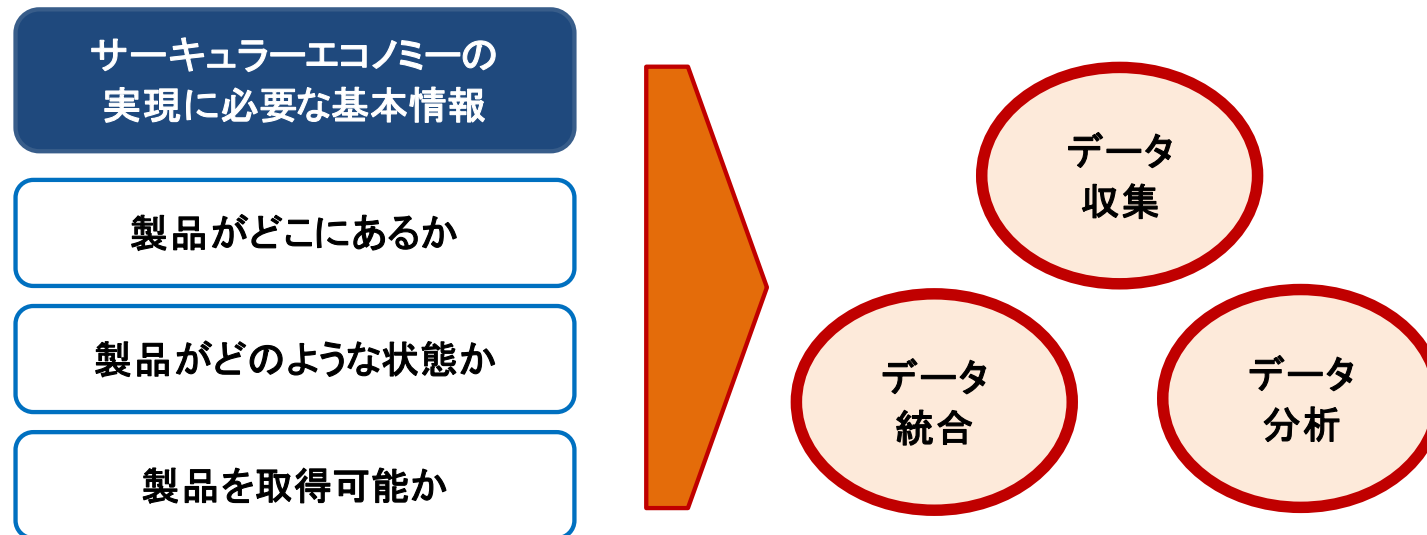 サーキュラーエコノミーの
実現に必要な基本情報
製品がどこにあるか
製品がどのような状態か
製品を取得可能か
データ
収集
データ
統合
データ
分析